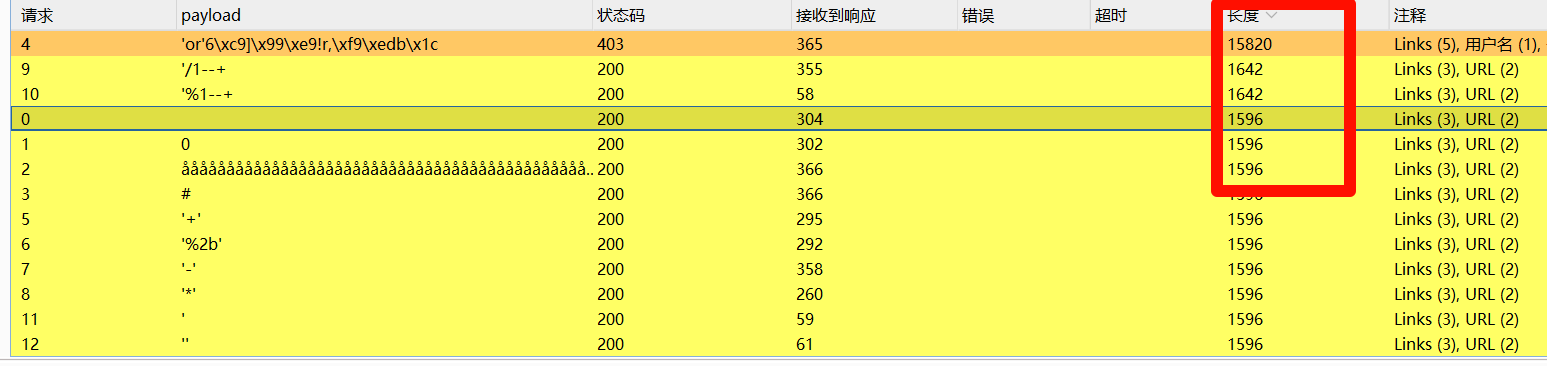 请求 payload 状态码 接收到响应 错误 超时 长度 注释
4 'or'6\xc9]\x99\xe9!r,\xf9\xedb\x1c 403 365 15820 Links (5), 用户名 (1),
9 '/1--+ 200 355 1642 Links (3), URL (2)
10 '%1--+ 200 58 1642 Links (3), URL (2)
0 200 304 1596 Links (3), URL (2)
1 0 200 302 1596 Links (3), URL (2)
2 åååååååååååååååååååååååååååååååååååååååååååååå.. 200 366 1596 Links (3), URL (2)
3 # 200 366 1596 Links (3), URL (2)
5 '+' 200 295 1596 Links (3), URL (2)
6 '%2b' 200 292 1596 Links (3), URL (2)
7 '-' 200 358 1596 Links (3), URL (2)
8 '*' 200 260 1596 Links (3), URL (2)
11 ' 200 59 1596 Links (3), URL (2)
12 '' 200 61 1596 Links (3), URL (2)